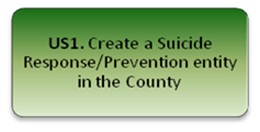 US1. Create a Suicide
Response/Prevention entity
in the County